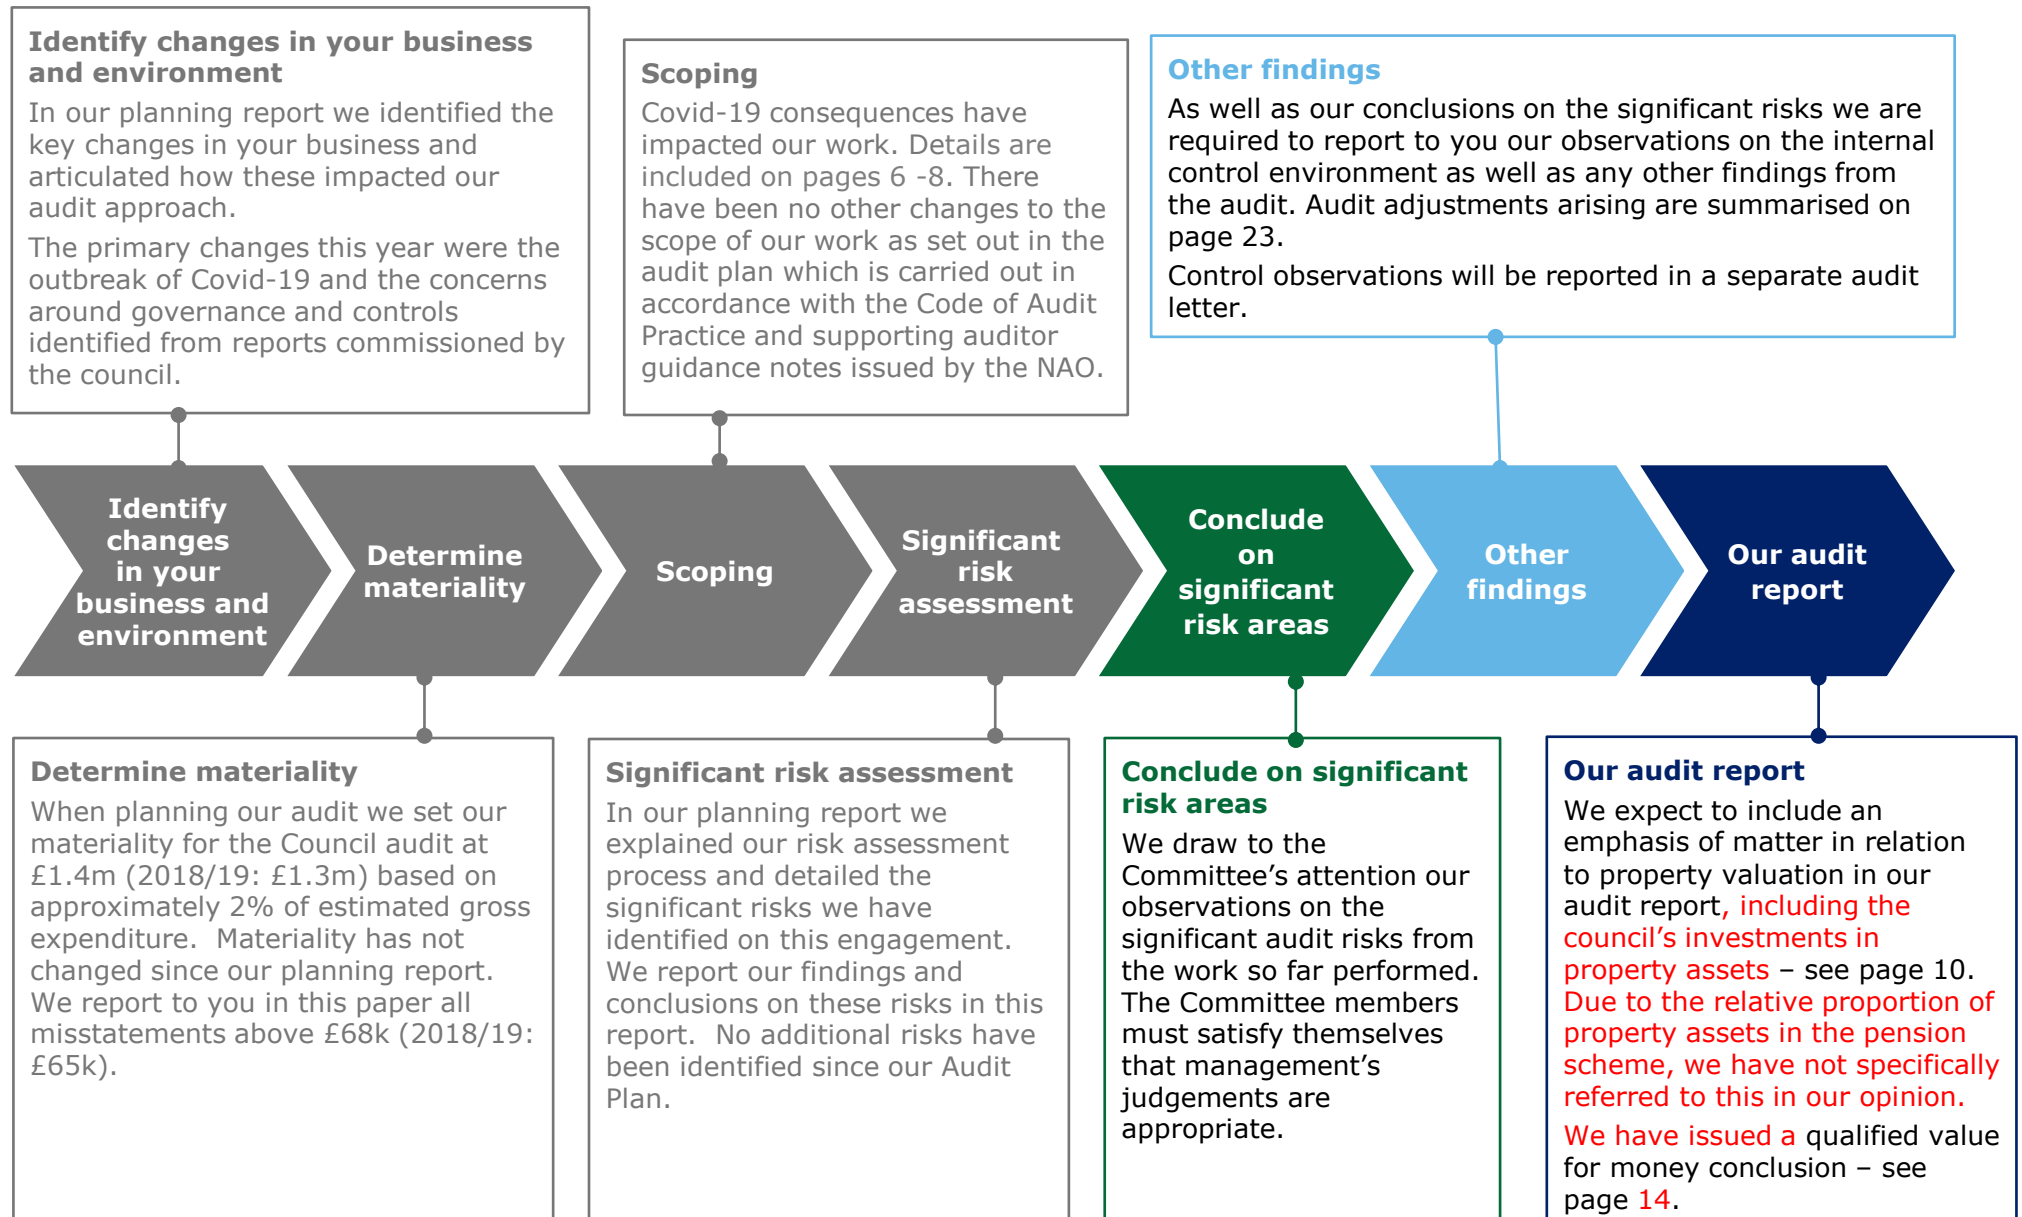 Identify changes in your business
and environment
In our planning report we identified the
key changes in your business and
articulated how these impacted our
audit approach.
The primary changes this year were the
outbreak of Covid-19 and the concerns
around governance and controls
identified from reports commissioned by
the council.
Scoping
Covid-19 consequences have
impacted our work. Details are
included on pages 6 -8. There
have been no other changes to the
scope of our work as set out in the
audit plan which is carried out in
accordance with the Code of Audit
Practice and supporting auditor
guidance notes issued by the NAO.
Other findings
As well as our conclusions on the significant risks we are
required to report to you our observations on the internal
control environment as well as any other findings from
the audit. Audit adjustments arising are summarised on
page 23.
Control observations will be reported in a separate audit
letter.
Identify
changes
in your
business and
environment
Determine
materiality
Scoping
Significant
risk
assessment
Conclude
on
significant
risk areas
Other
findings
Our audit
report
Determine materiality
When planning our audit we set our
materiality for the Council audit at
£1.4m (2018/19: £1.3m) based on
approximately 2% of estimated gross
expenditure.  Materiality has not
changed since our planning report.
We report to you in this paper all
misstatements above £68k (2018/19:
£65k).
Significant risk assessment
In our planning report we
explained our risk assessment
process and detailed the
significant risks we have
identified on this engagement.
We report our findings and
conclusions on these risks in this
report.  No additional risks have
been identified since our Audit
Plan.
Conclude on significant
risk areas
We draw to the
Committee’s attention our
observations on the
significant audit risks from
the work so far performed.
The Committee members
must satisfy themselves
that management’s
judgements are
appropriate.
Our audit report
We expect to include an
emphasis of matter in relation
to property valuation in our
audit report, including the
council’s investments in
property assets – see page 10.
Due to the relative proportion of
property assets in the pension
scheme, we have not specifically
referred to this in our opinion.
We have issued a qualified value
for money conclusion – see
page 14.